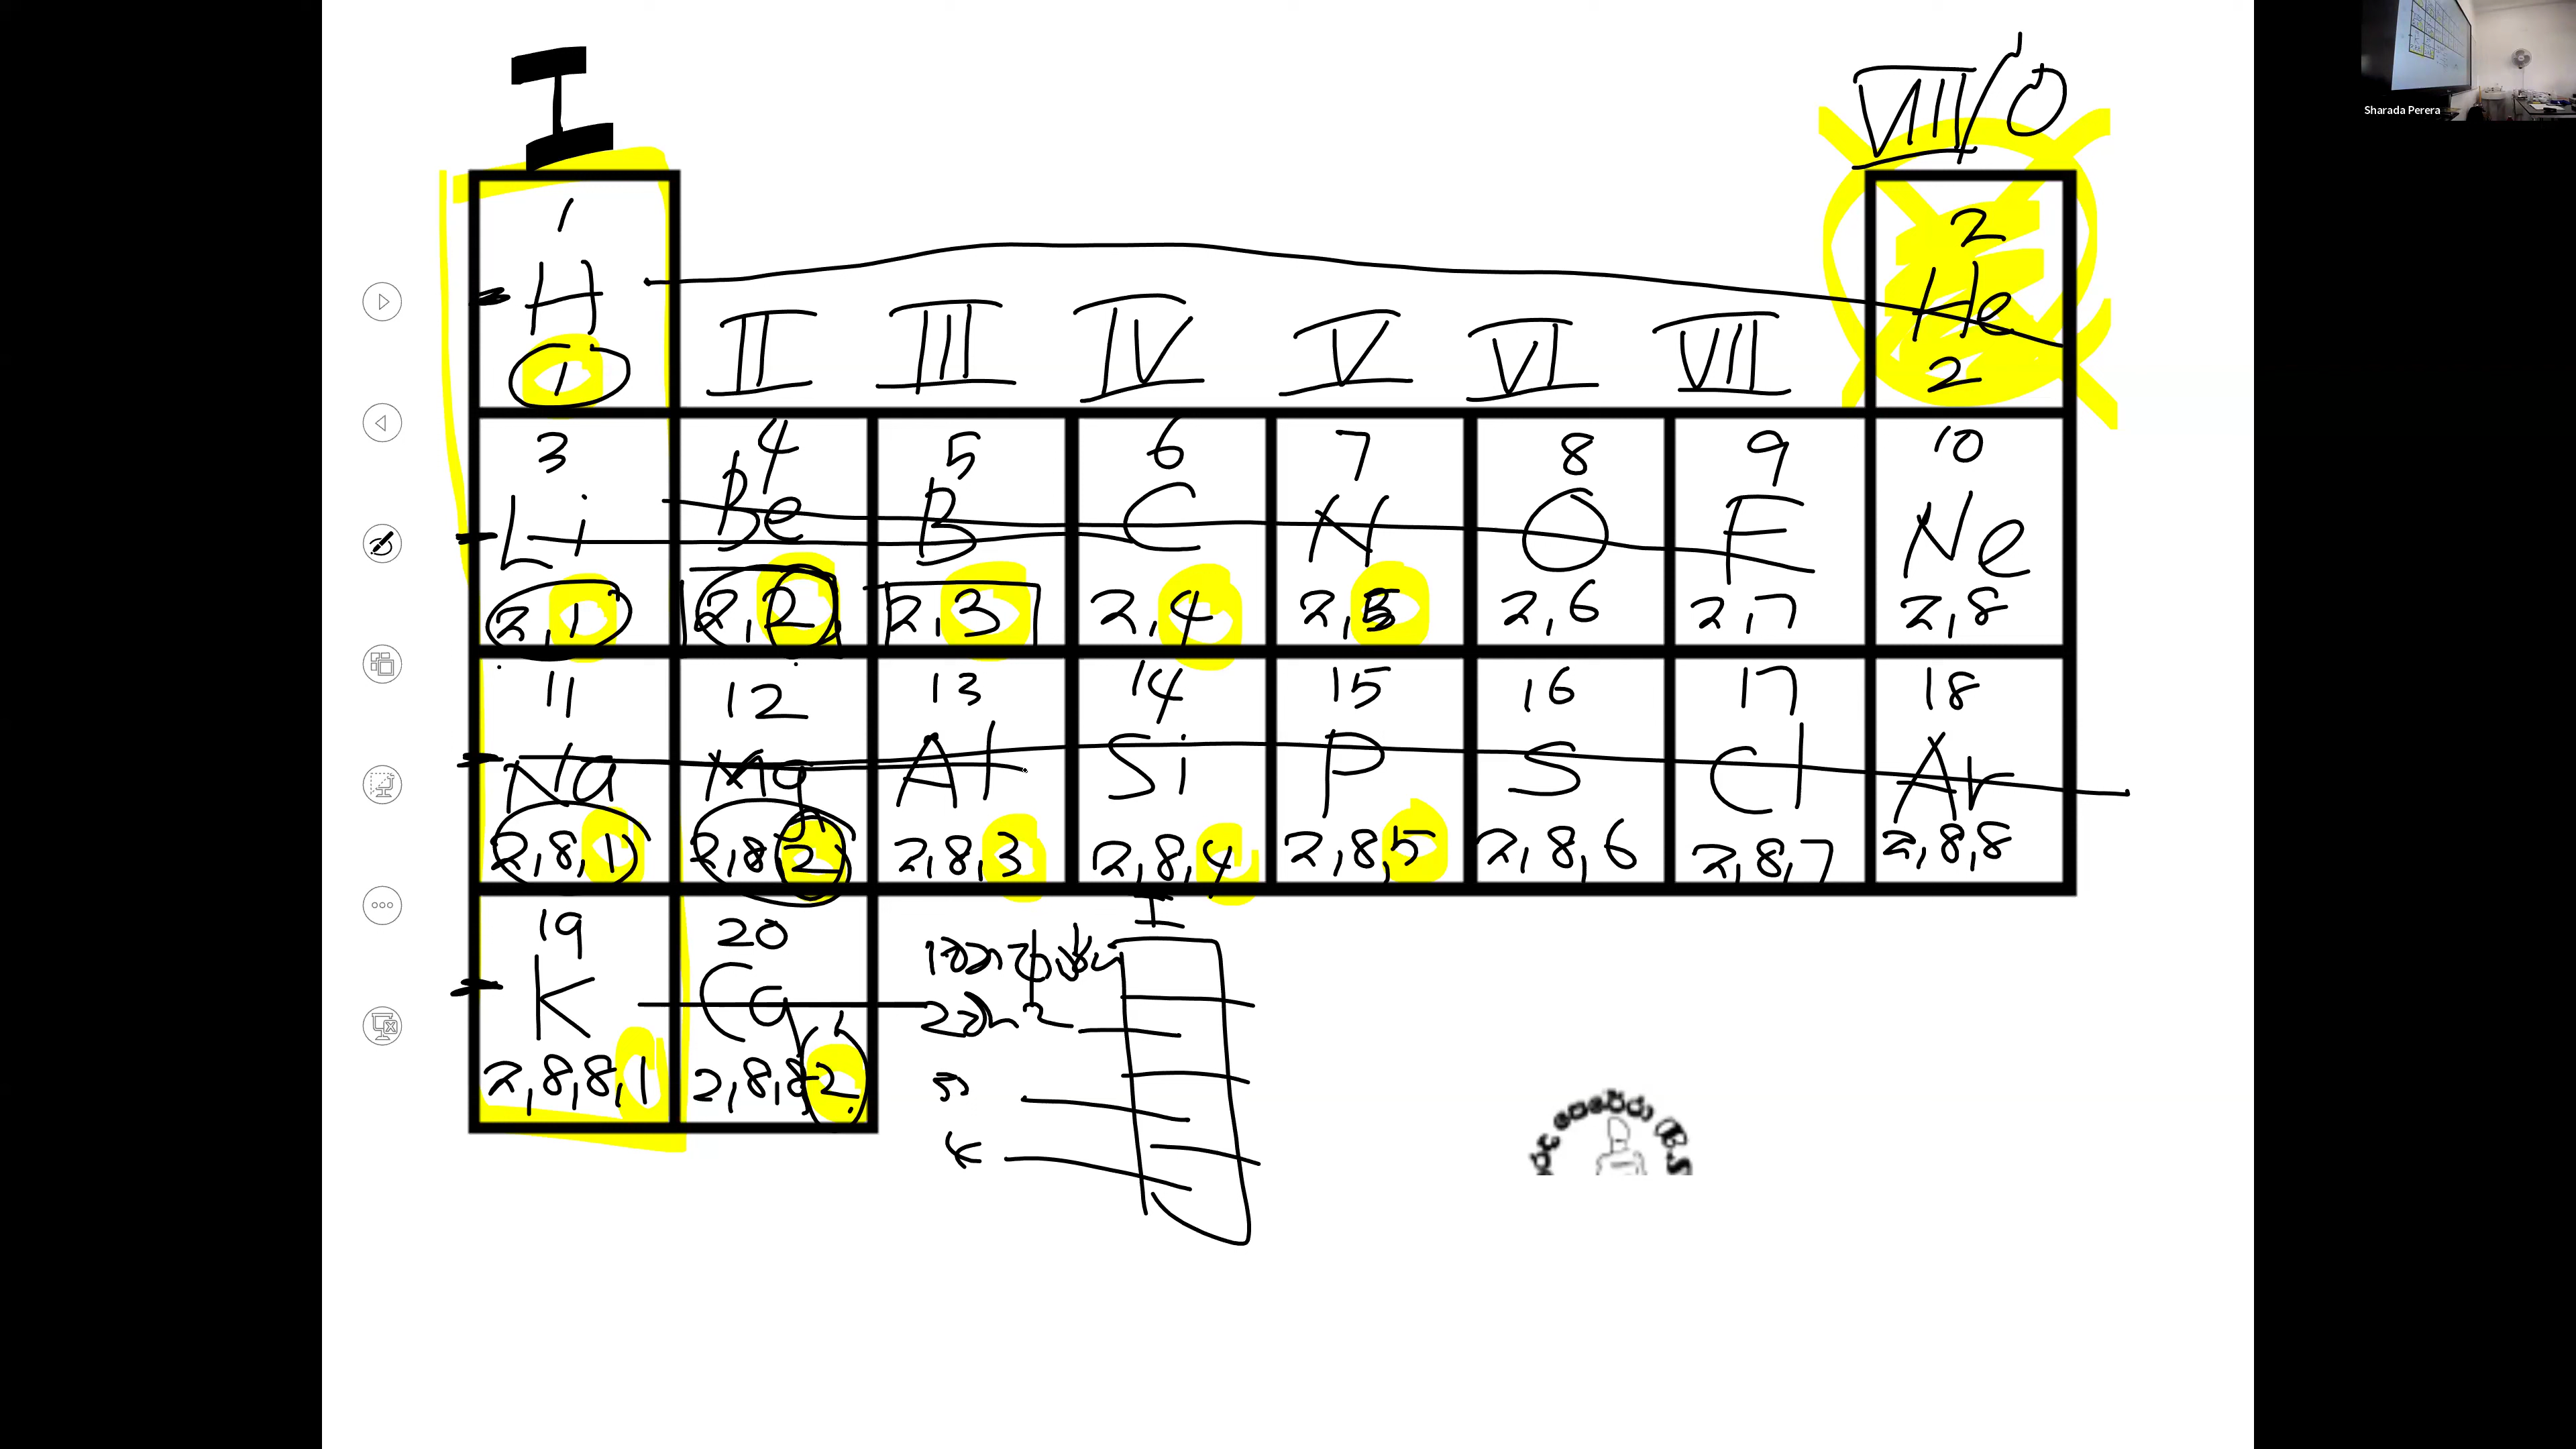 Sharada Perera
I VIII/0
1 2
H He
1 2
II III IV V VI VII
3 4 5 6 7 8 9 10
Li Be B C N O F Ne
2,1 2,2 2,3 2,4 2,5 2,6 2,7 2,8
11 12 13 14 15 16 17 18
Na Mg Al Si P S Cl Ar
2,8,1 2,8,2 2,8,3 2,8,4 2,8,5 2,8,6 2,8,7 2,8,8
19 20
K Ca
2,8,8,1 2,8,8,2
I
(B.S